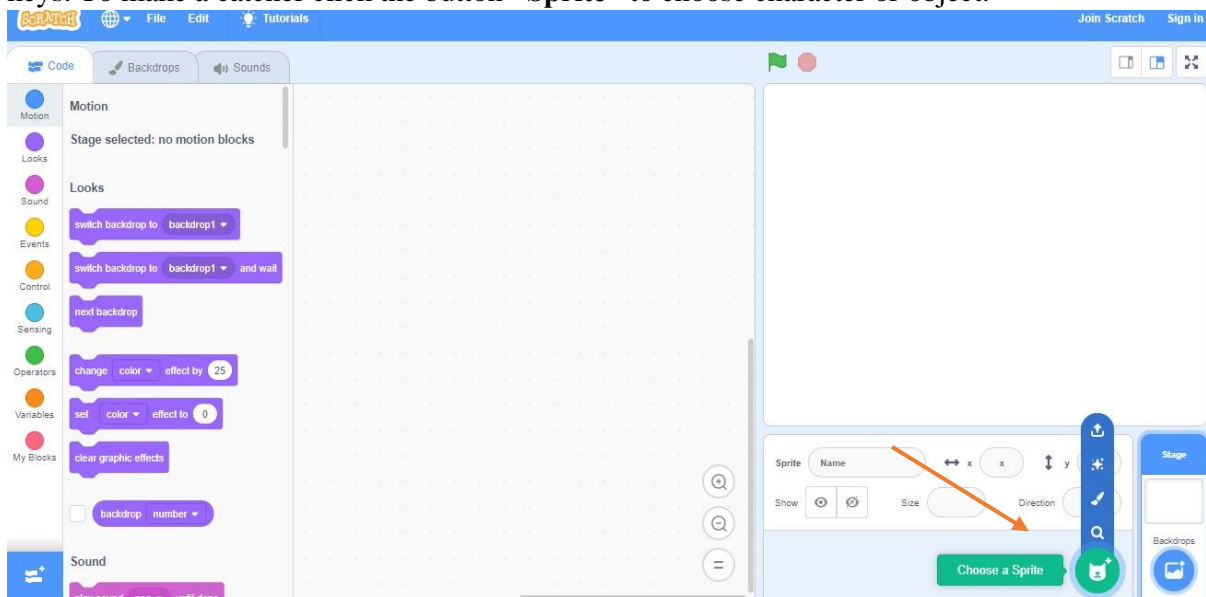 keys. To make a catcher click the button "Sprite" to choose character or object.
SCRATCH File Edit Tutorials Join Scratch Sign in
Code Backdrops Sounds
Motion
Looks
Sound
Events
Control
Sensing
Operators
Variables
My Blocks
Motion
Stage selected: no motion blocks
Looks
switch backdrop to backdrop1
switch backdrop to backdrop1 and wait
next backdrop
change color effect by 25
set color effect to 0
clear graphic effects
backdrop number
Sound
Sprite Name x x y
Show Size Direction
Choose a Sprite
Stage
Backdrops